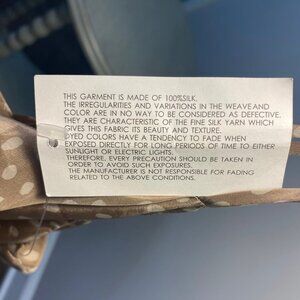 THIS GARMENT IS MADE OF 100%SILK.
THE IRREGULARITIES AND VARIATIONS IN THE WEAVEAND
COLOR ARE IN NO WAY TO BE CONSIDERED AS DEFECTIVE.
THEY ARE CHARACTERISTIC OF THE FINE SILK YARN WHICH
GIVES THIS FABRIC ITS BEAUTY AND TEXTURE.
DYED COLORS HAVE A TENDENCY TO FADE WHEN
EXPOSED DIRECTLY FOR LONG PERIODS OF TIME TO EITHER
SUNLIGHT OR ELECTRIC LIGHTS.
THEREFORE, EVERY PRECAUTION SHOULD BE TAKEN IN
ORDER TO AVOID SUCH EXPOSURES.
THE MANUFACTURER IS NOT RESPONSIBLE FOR FADING
RELATED TO THE ABOVE CONDITIONS.